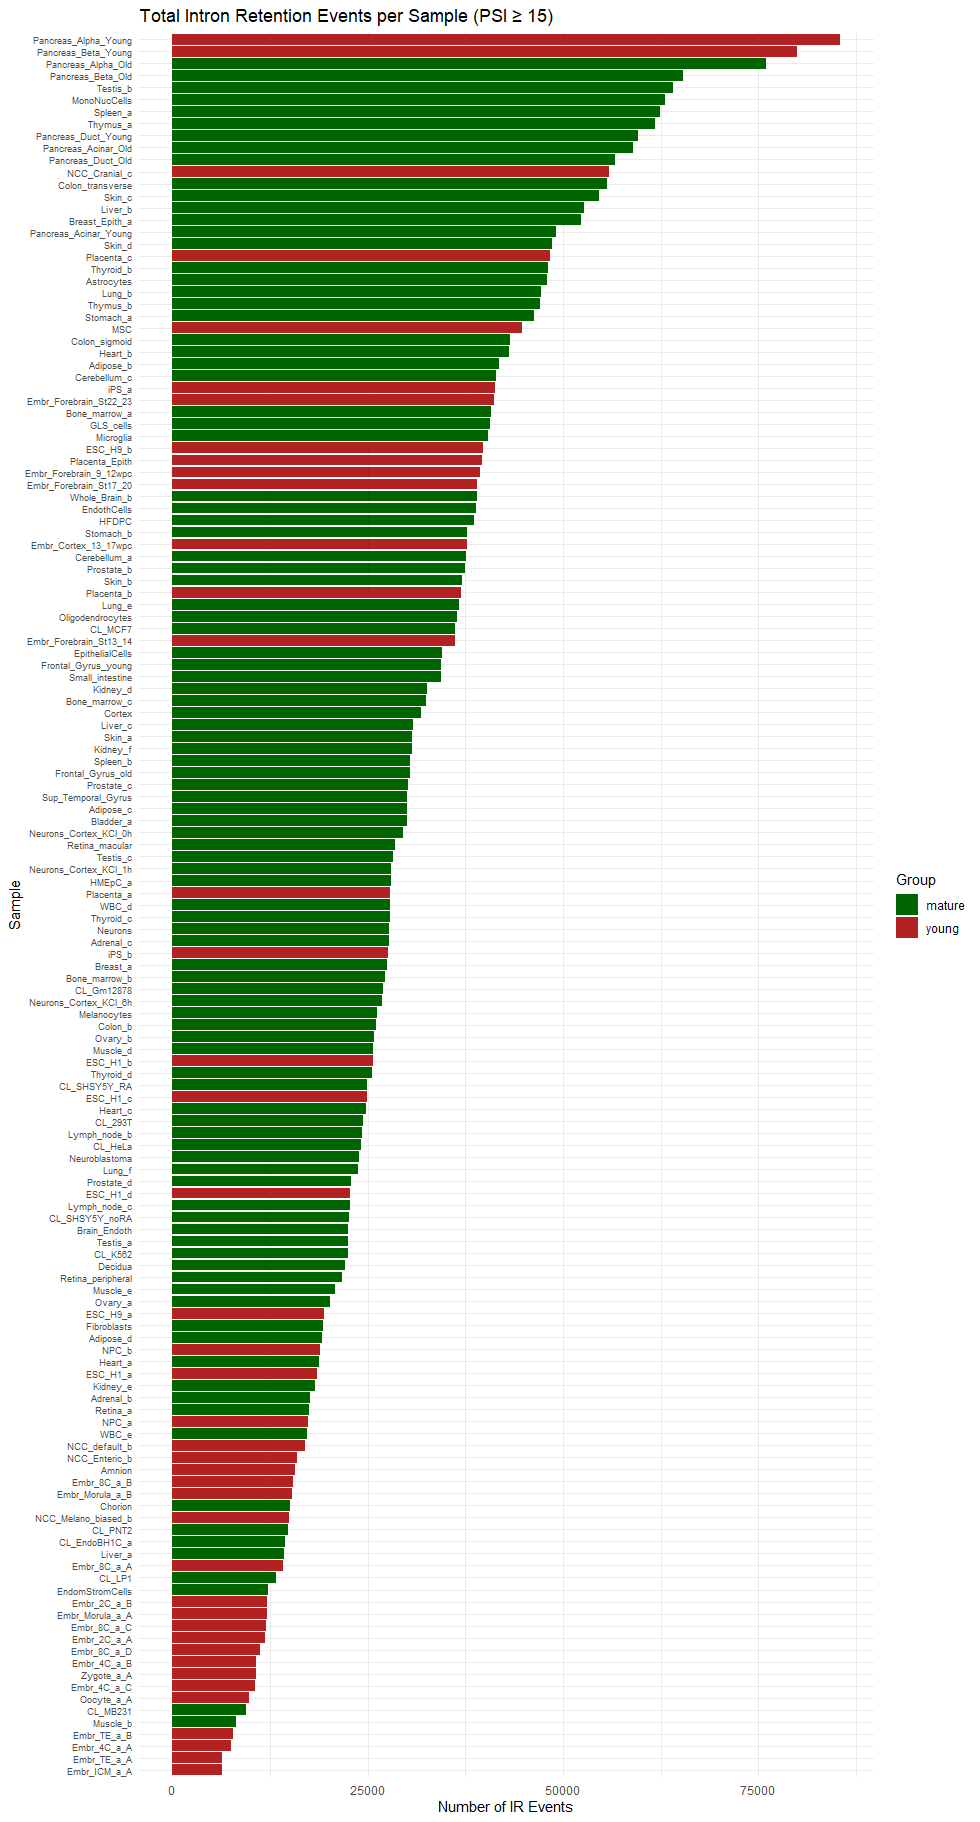 Total Intron Retention Events per Sample (PSI ≥ 15)
Pancreas_Alpha_Young
Pancreas_Beta_Young
Pancreas_Alpha_Old
Pancreas_Beta_Old
Testis_b
MonoNucCells
Spleen_a
Thymus_a
Pancreas_Duct_Young
Pancreas_Acinar_Old
Pancreas_Duct_Old
NCC_Cranial_c
Colon_transverse
Skin_c
Liver_b
Breast_Epith_a
Pancreas_Acinar_Young
Skin_d
Placenta_c
Thyroid_b
Astrocytes
Lung_b
Thymus_b
Stomach_a
MSC
Colon_sigmoid
Heart_b
Adipose_b
Cerebellum_c
iPS_a
Embr_Forebrain_St22_23
Bone_marrow_a
GLS_cells
Microglia
ESC_H9_b
Placenta_Epith
Embr_Forebrain_9_12wpc
Embr_Forebrain_St17_20
Whole_Brain_b
EndothCells
HFDPC
Stomach_b
Embr_Cortex_13_17wpc
Cerebellum_a
Prostate_b
Skin_b
Placenta_b
Lung_e
Oligodendrocytes
CL_MCF7
Embr_Forebrain_St13_14
EpithelialCells
Frontal_Gyrus_young
Small_intestine
Kidney_d
Bone_marrow_c
Cortex
Liver_c
Skin_a
Kidney_f
Spleen_b
Frontal_Gyrus_old
Prostate_c
Sup_Temporal_Gyrus
Adipose_c
Bladder_a
Neurons_Cortex_KCl_0h
Retina_macular
Testis_c
Neurons_Cortex_KCl_1h
HMEpC_a
Placenta_a
WBC_d
Thyroid_c
Neurons
Adrenal_c
iPS_b
Breast_a
Bone_marrow_b
CL_Gm12878
Neurons_Cortex_KCl_6h
Melanocytes
Colon_b
Ovary_b
Muscle_d
ESC_H1_b
Thyroid_d
CL_SHSY5Y_RA
ESC_H1_c
Heart_c
CL_293T
Lymph_node_b
CL_HeLa
Neuroblastoma
Lung_f
Prostate_d
ESC_H1_d
Lymph_node_c
CL_SHSY5Y_noRA
Brain_Endoth
Testis_a
CL_K562
Decidua
Retina_peripheral
Muscle_e
Ovary_a
ESC_H9_a
Fibroblasts
Adipose_d
NPC_b
Heart_a
ESC_H1_a
Kidney_e
Adrenal_b
Retina_a
NPC_a
WBC_e
NCC_default_b
NCC_Enteric_b
Amnion
Embr_8C_a_B
Embr_Morula_a_B
Chorion
NCC_Melano_biased_b
CL_PNT2
CL_EndoBH1C_a
Liver_a
Embr_8C_a_A
CL_LP1
EndomStromCells
Embr_2C_a_B
Embr_Morula_a_A
Embr_8C_a_C
Embr_2C_a_A
Embr_8C_a_D
Embr_4C_a_B
Zygote_a_A
Embr_4C_a_C
Oocyte_a_A
CL_MB231
Muscle_b
Embr_TE_a_B
Embr_4C_a_A
Embr_TE_a_A
Embr_ICM_a_A
Sample
0 25000 50000 75000
Number of IR Events
Group
mature
young